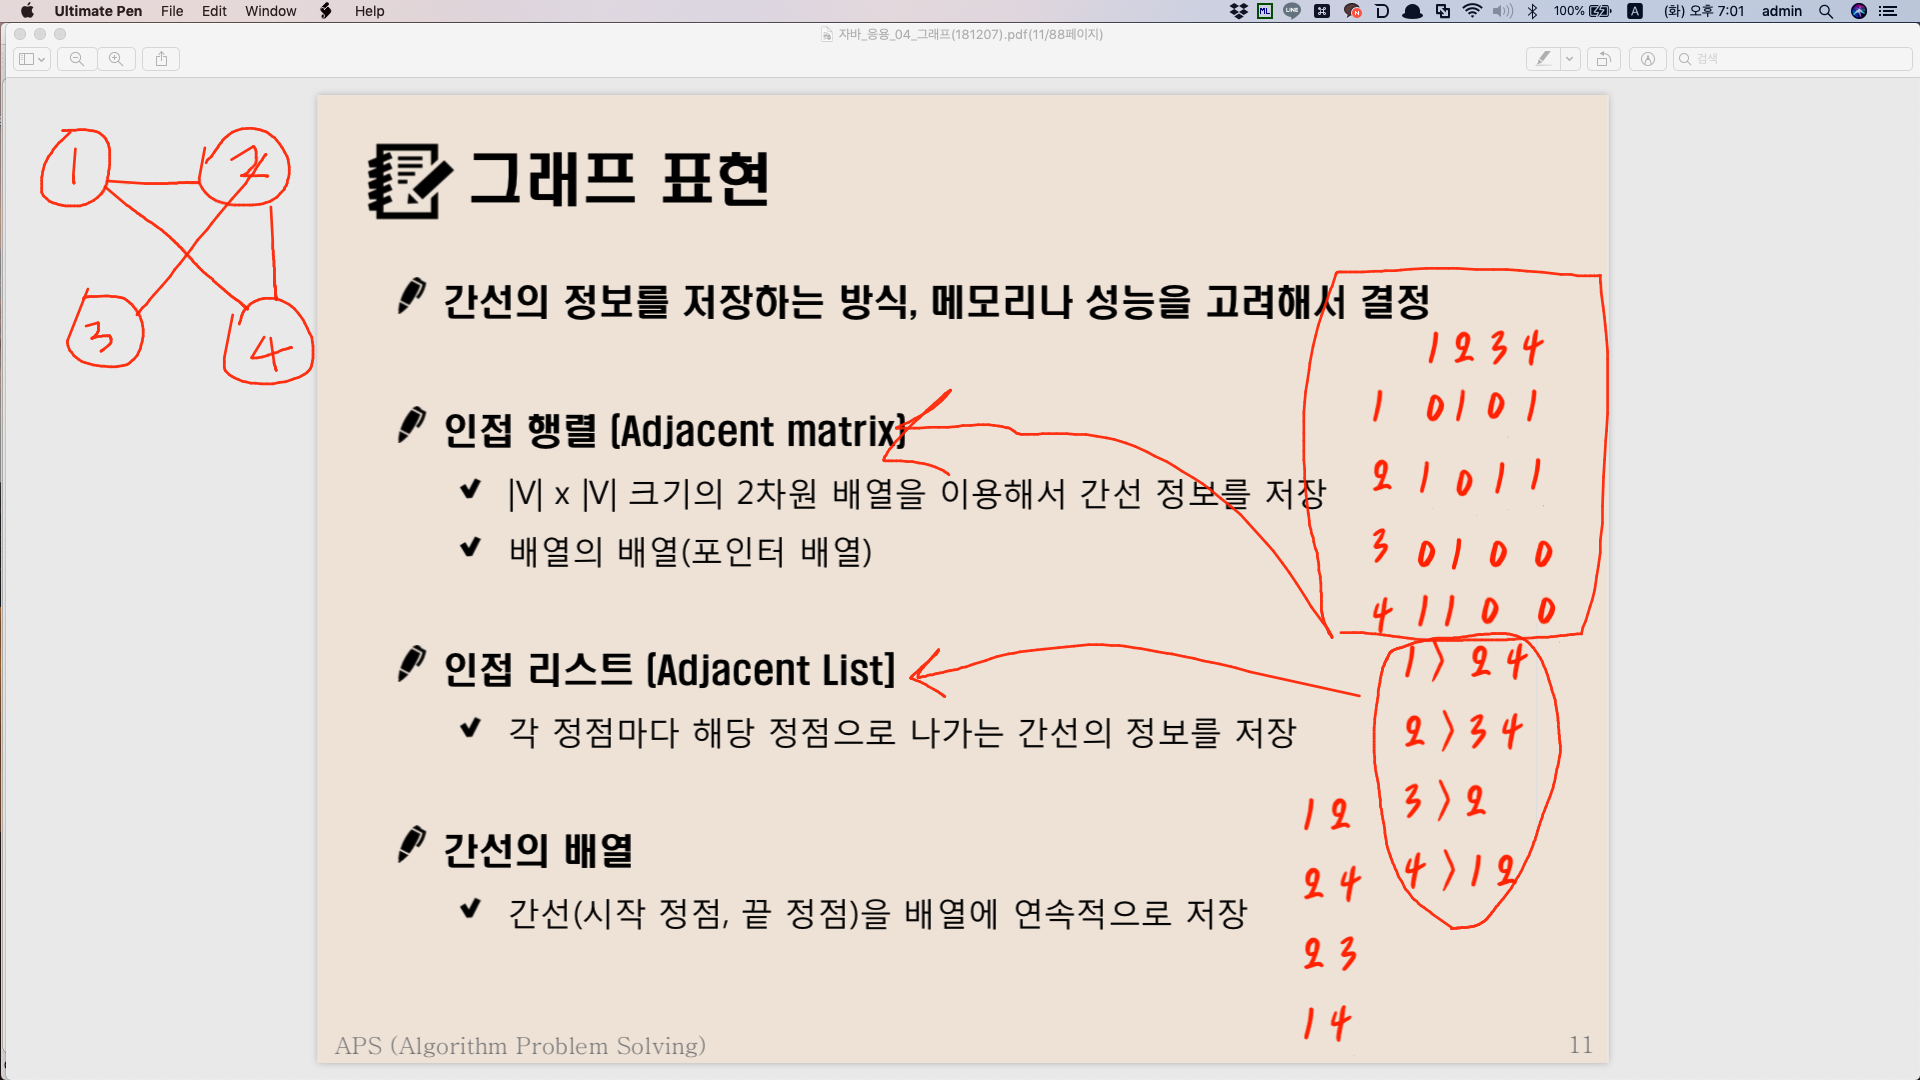 Ultimate Pen File Edit Window Help
100% A (화) 오후 7:01 admin
자바_응용_04_그래프(181207).pdf(11/88페이지)
검색
1 2
3 4
그래프 표현
간선의 정보를 저장하는 방식, 메모리나 성능을 고려해서 결정
1 2 3 4
1 0 1 0 1
2 1 0 1 1
3 0 1 0 0
4 1 1 0 0
인접 행렬 (Adjacent matrix)
|V| x |V| 크기의 2차원 배열을 이용해서 간선 정보를 저장
배열의 배열(포인터 배열)
인접 리스트 (Adjacent List]
각 정점마다 해당 정점으로 나가는 간선의 정보를 저장
1 > 2 4
2 > 3 4
3 > 2
4 > 1 2
간선의 배열
간선(시작 정점, 끝 정점)을 배열에 연속적으로 저장
1 2
2 4
2 3
1 4
APS (Algorithm Problem Solving)
11